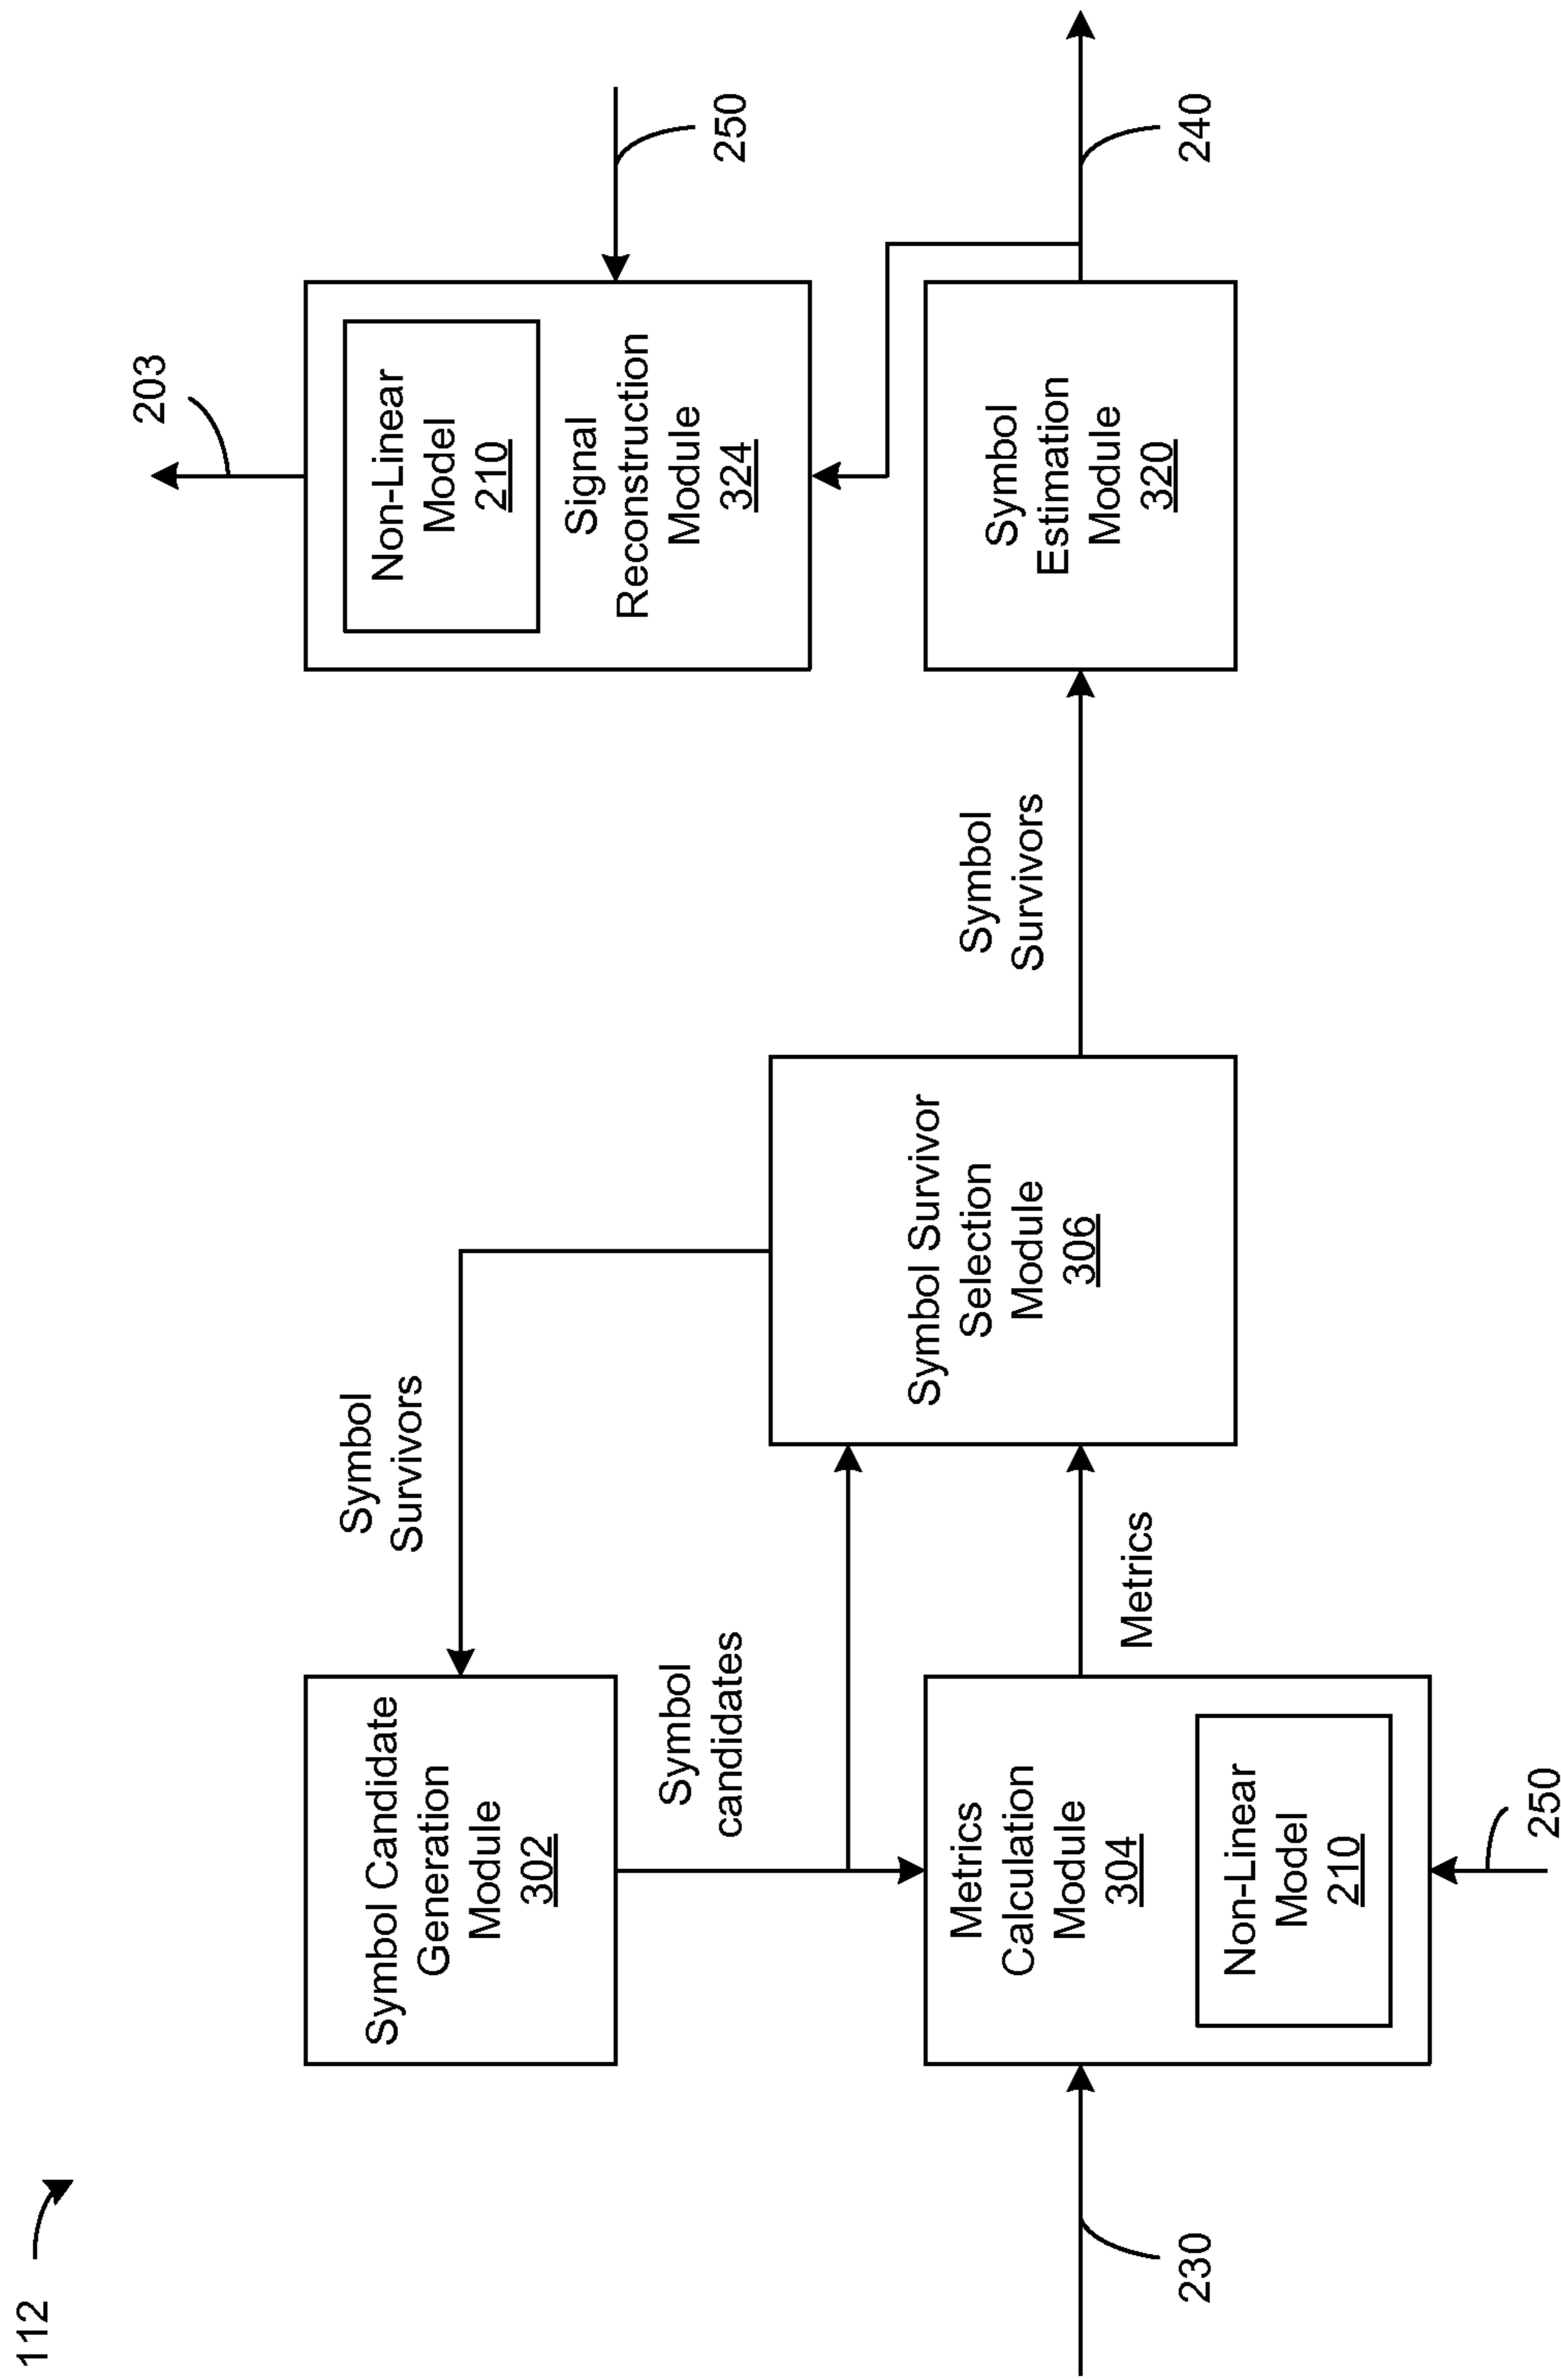 112
Symbol Candidate
Generation
Module
302
Symbol
Survivors
Symbol
candidates
230
Metrics
Calculation
Module
304
Non-Linear
Model
210
250
Metrics
Symbol Survivor
Selection
Module
306
Symbol
Survivors
203
Non-Linear
Model
210
Signal
Reconstruction
Module
324
250
Symbol
Estimation
Module
320
240